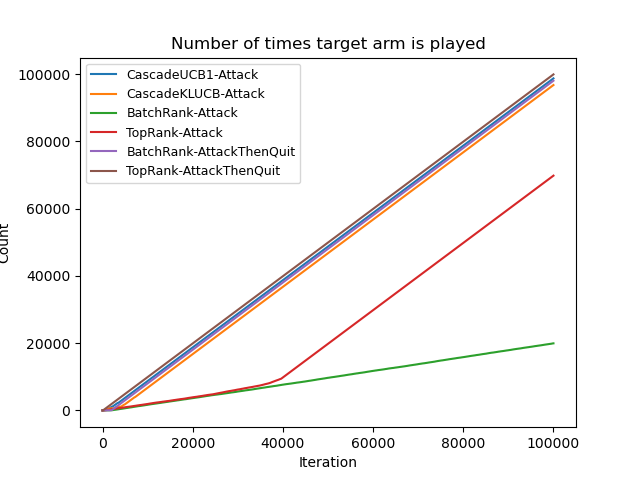 Number of times target arm is played
100000
80000
60000
40000
20000
0
Count
CascadeUCB1-Attack
CascadeKLUCB-Attack
BatchRank-Attack
TopRank-Attack
BatchRank-AttackThenQuit
TopRank-AttackThenQuit
0 20000 40000 60000 80000 100000
Iteration